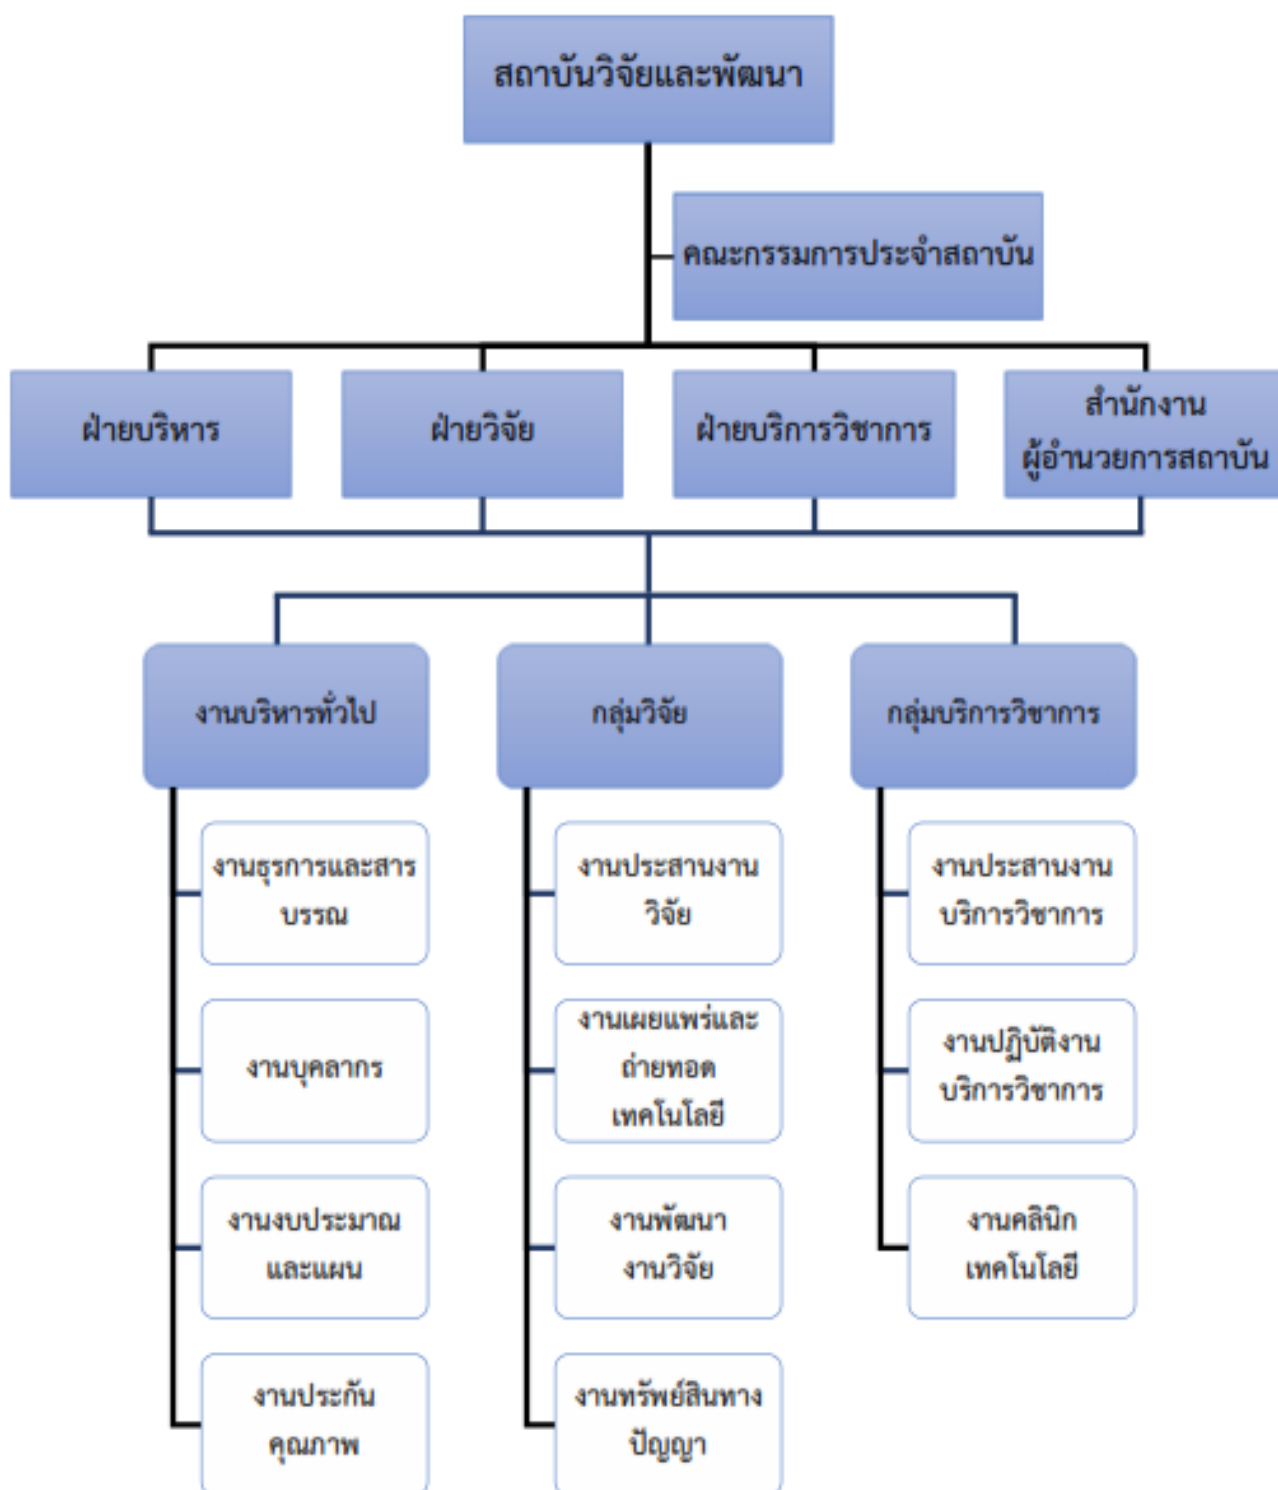 สถาบันวิจัยและพัฒนา
คณะกรรมการประจำสถาบัน
ฝ่ายบริหาร
ฝ่ายวิจัย
ฝ่ายบริการวิชาการ
สำนักงาน
ผู้อำนวยการสถาบัน
งานบริหารทั่วไป
กลุ่มวิจัย
กลุ่มบริการวิชาการ
งานธุรการและสาร
บรรณ
งานบุคลากร
งานงบประมาณ
และแผน
งานประกัน
คุณภาพ
งานประสานงาน
วิจัย
งานเผยแพร่และ
ถ่ายทอด
เทคโนโลยี
งานพัฒนา
งานวิจัย
งานทรัพย์สินทาง
ปัญญา
งานประสานงาน
บริการวิชาการ
งานปฏิบัติงาน
บริการวิชาการ
งานคลินิก
เทคโนโลยี